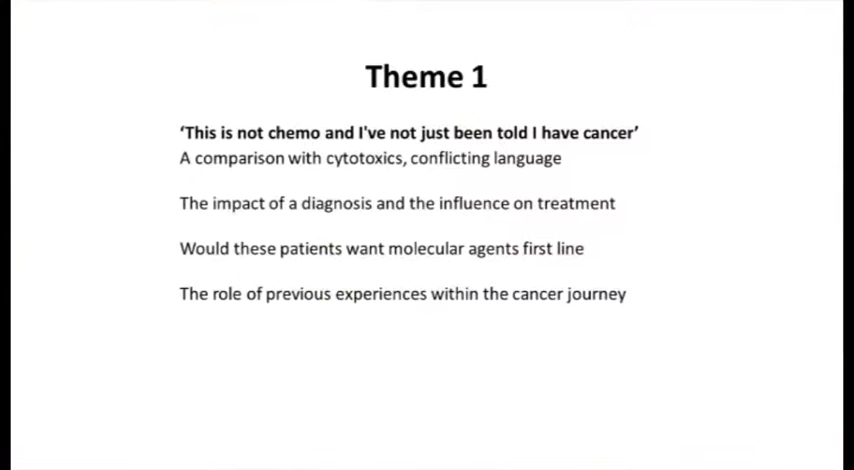 Theme 1
‘This is not chemo and I've not just been told I have cancer’
A comparison with cytotoxics, conflicting language
The impact of a diagnosis and the influence on treatment
Would these patients want molecular agents first line
The role of previous experiences within the cancer journey